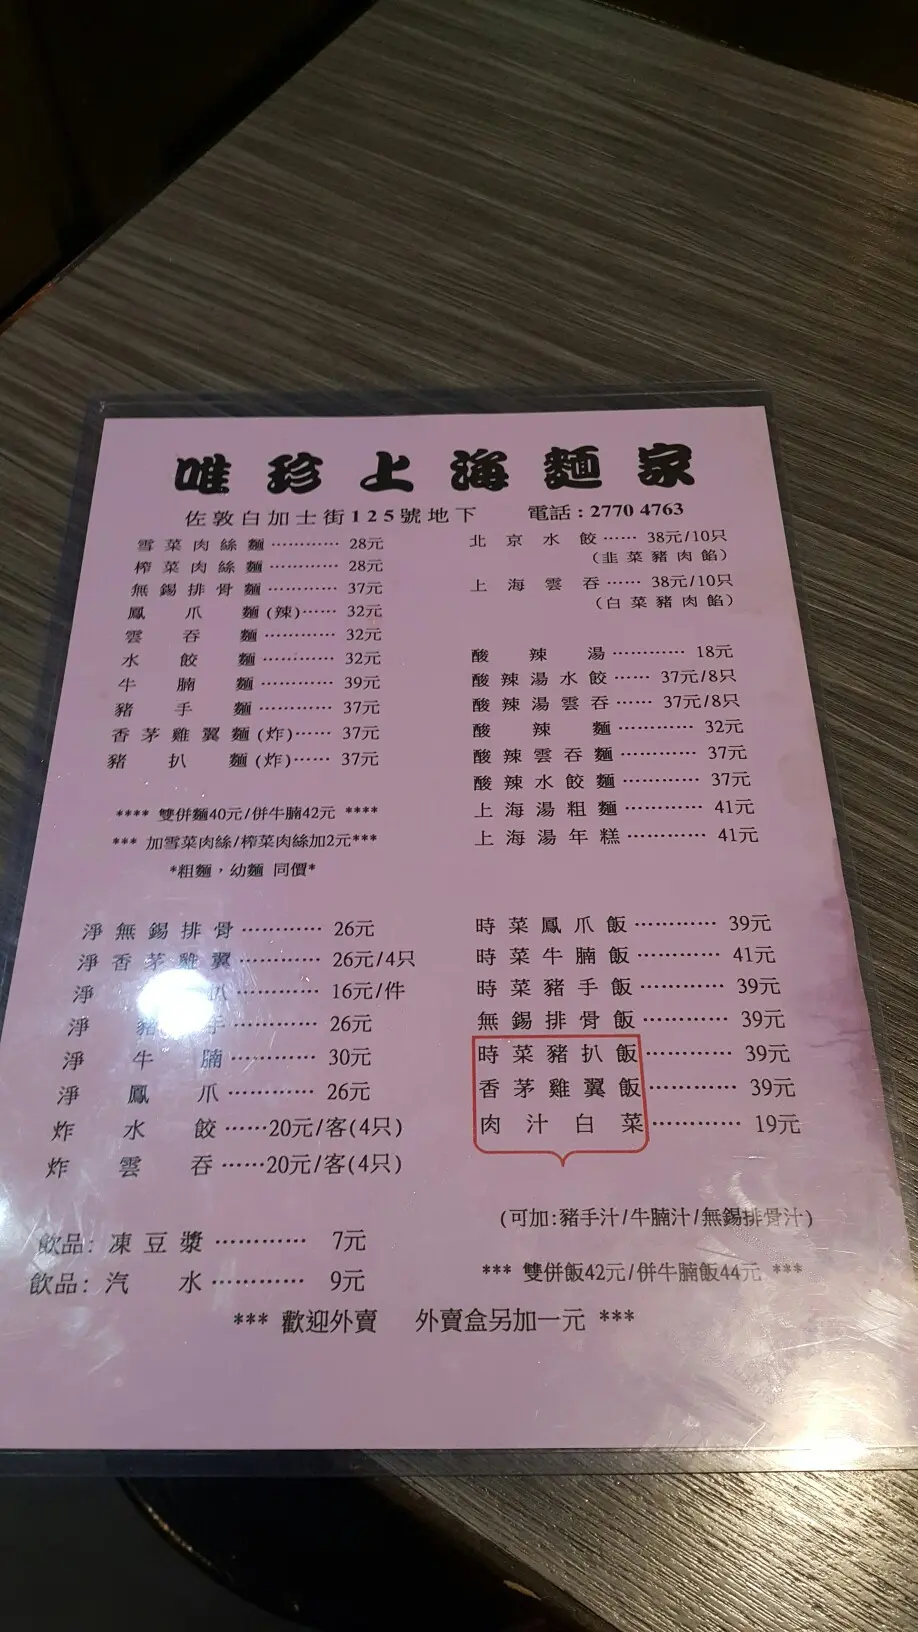 唯珍上海麵家
佐敦白加士街125號地下 電話:2770 4763
雪菜肉絲麵………… 28元
榨菜肉絲麵………… 28元
無錫排骨麵………… 37元
鳳爪麵(辣)…… 32元
雲吞麵………… 32元
水餃麵………… 32元
牛腩麵………… 39元
豬手麵………… 37元
香茅雞翼麵(炸)…… 37元
豬扒麵(炸)…… 37元
**** 雙併麵40元/併牛腩42元 ****
*** 加雪菜肉絲/榨菜肉絲加2元***
*粗麵，幼麵 同價*
北京水餃…… 38元/10只
(韭菜豬肉餡)
上海雲吞…… 38元/10只
(白菜豬肉餡)
酸辣湯………… 18元
酸辣湯水餃…… 37元/8只
酸辣湯雲吞…… 37元/8只
酸辣麵………… 32元
酸辣雲吞麵………… 37元
酸辣水餃麵………… 37元
上海湯粗麵………… 41元
上海湯年糕………… 41元
淨無錫排骨………… 26元
淨香茅雞翼………… 26元/4只
淨扒………… 16元/件
淨豬手………… 26元
淨牛腩………… 30元
淨鳳爪………… 26元
炸水餃……20元/客(4只)
炸雲吞……20元/客(4只)
飲品: 凍豆漿………… 7元
飲品: 汽水………… 9元
時菜鳳爪飯………… 39元
時菜牛腩飯………… 41元
時菜豬手飯………… 39元
無錫排骨飯………… 39元
時菜豬扒飯………… 39元
香茅雞翼飯………… 39元
肉汁白菜………… 19元
(可加:豬手汁/牛腩汁/無錫排骨汁)
*** 雙併飯42元/併牛腩飯44元 ***
*** 歡迎外賣 外賣盒另加一元 ***